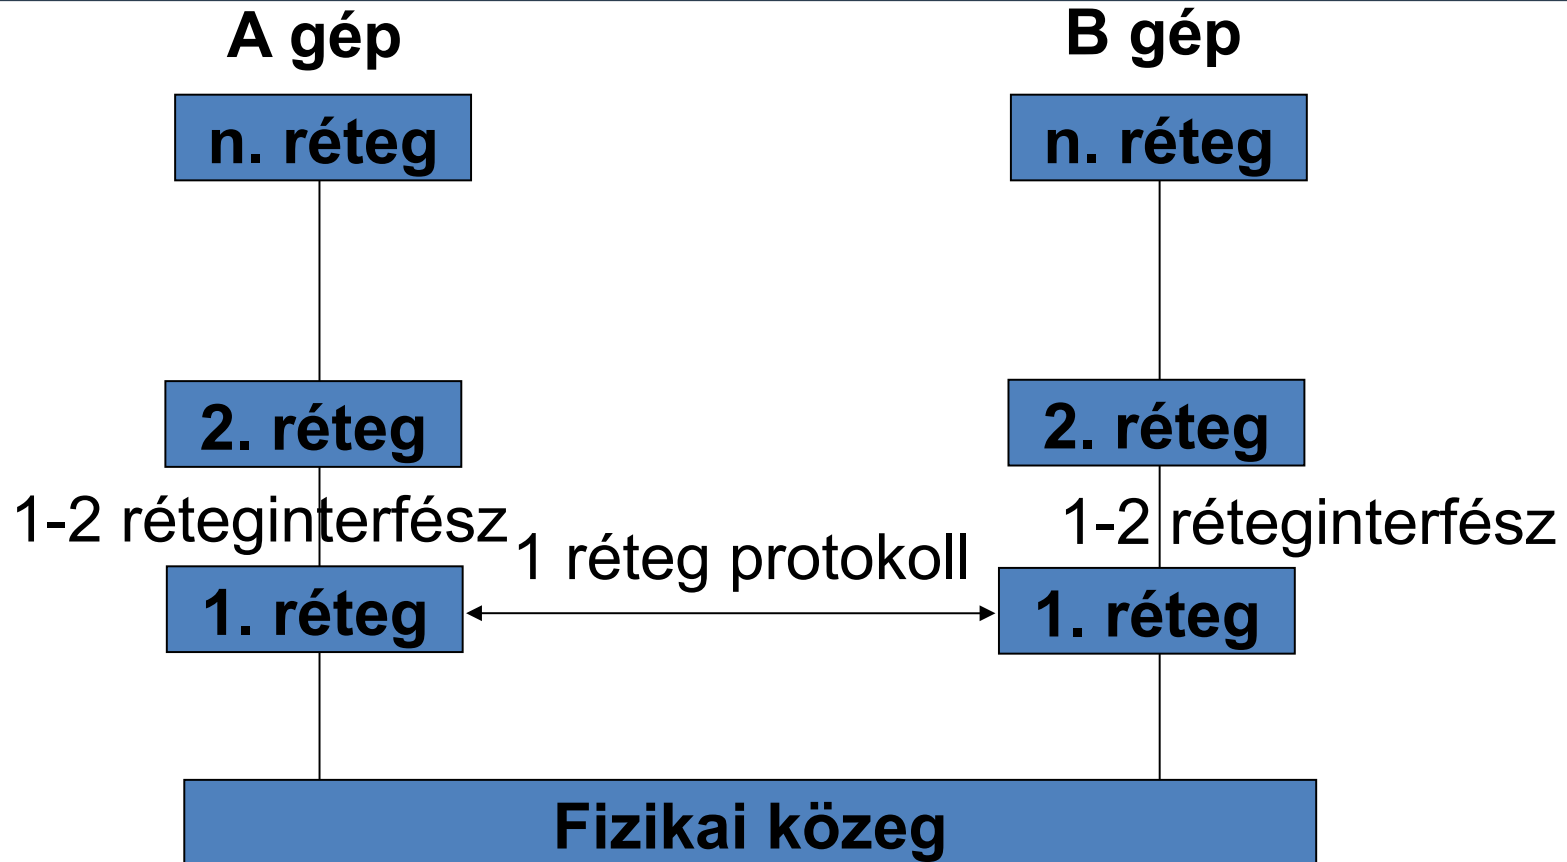 A gép
B gép
n. réteg
n. réteg
2. réteg
2. réteg
1-2 réteginterfész
1-2 réteginterfész
1 réteg protokoll
1. réteg
1. réteg
Fizikai közeg